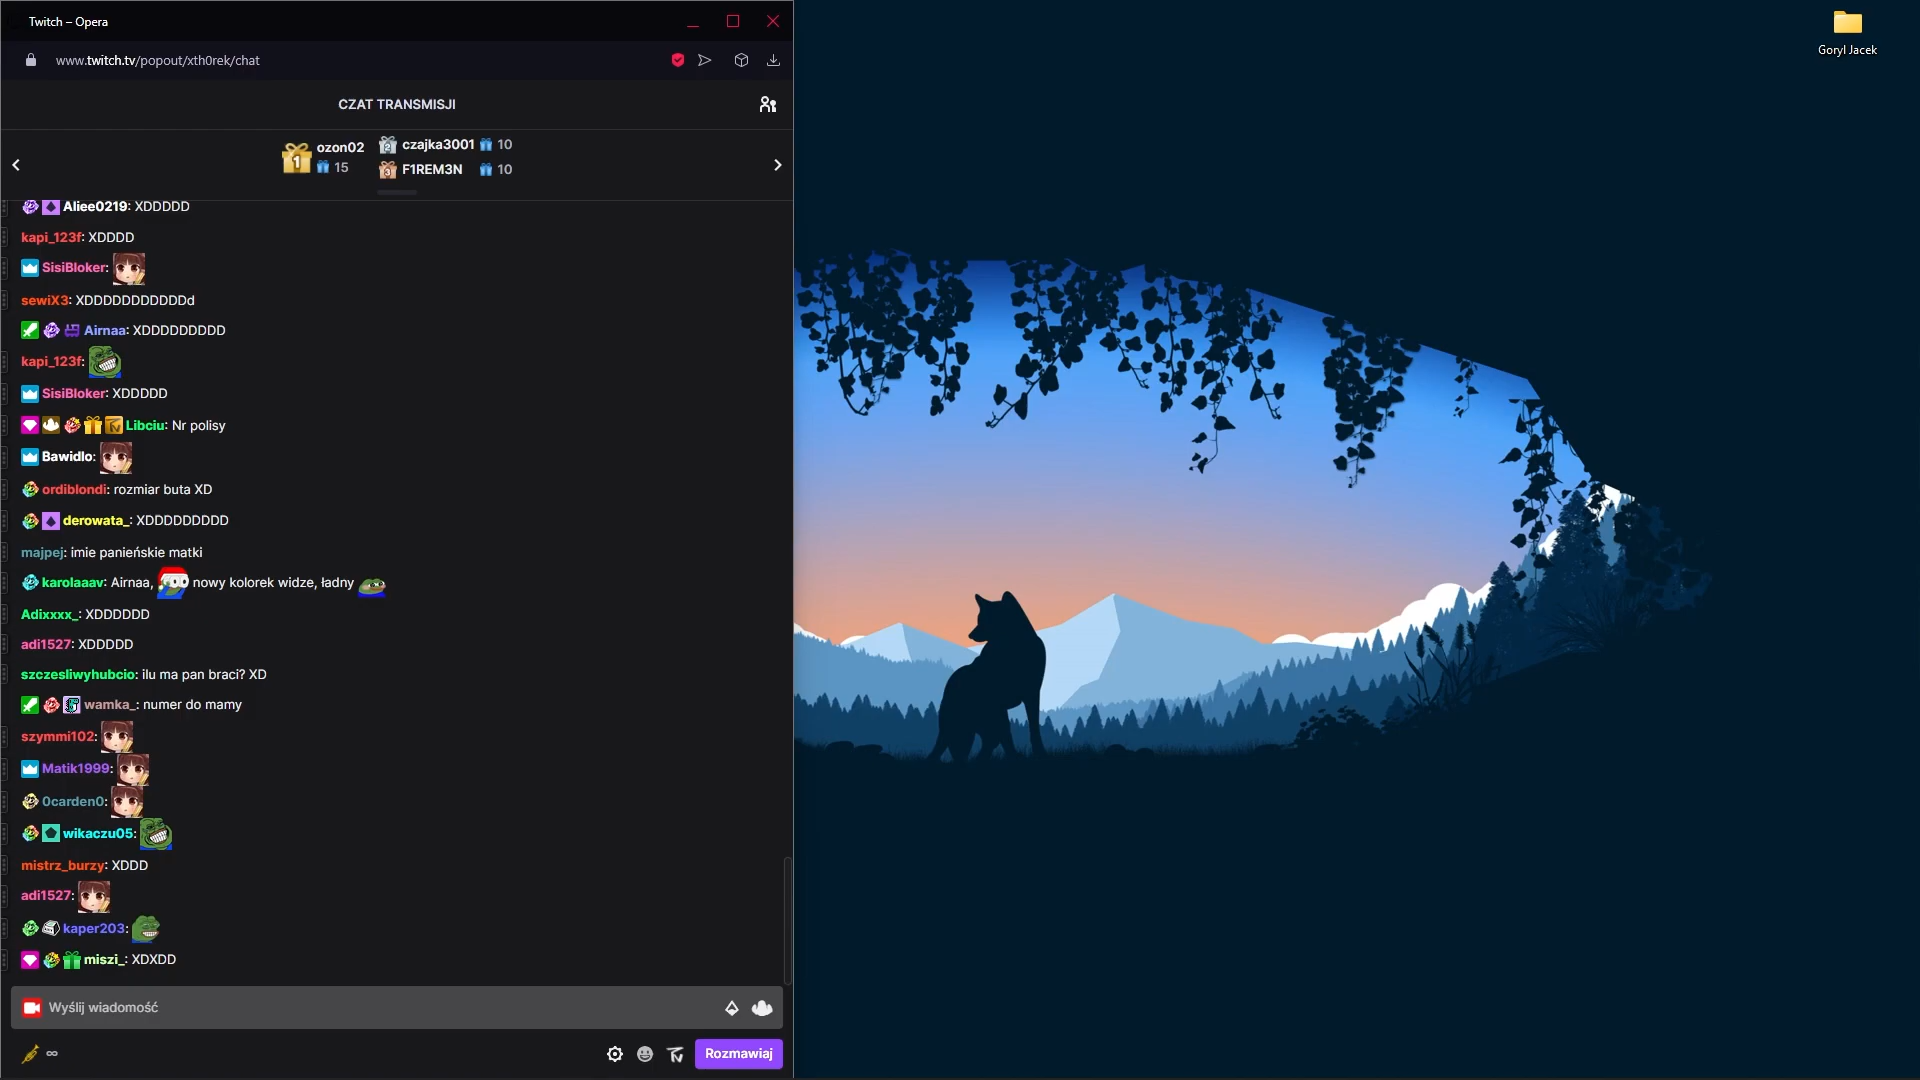 Twitch – Opera
Goryl Jacek
www.twitch.tv/popout/xth0rek/chat
CZAT TRANSMISJI
1 ozon02 15
2 czajka3001 10
3 F1REM3N 10
Aliee0219: XDDDDD
kapi_123f: XDDDD
SisiBloker:
sewiX3: XDDDDDDDDDDDd
Airnaa: XDDDDDDDDD
kapi_123f:
SisiBloker: XDDDDD
Libciu: Nr polisy
Bawidlo:
ordiblondi: rozmiar buta XD
derowata_: XDDDDDDDDD
majpej: imie panieńskie matki
karolaaav: Airnaa, nowy kolorek widze, ładny
Adixxxx_: XDDDDDD
adi1527: XDDDDD
szczesliwyhubcio: ilu ma pan braci? XD
wamka_: numer do mamy
szymmi102:
Matik1999:
0carden0:
wikaczu05:
mistrz_burzy: XDDD
adi1527:
kaper203:
miszi_: XDXDD
Wyślij wiadomość
∞
Rozmawiaj